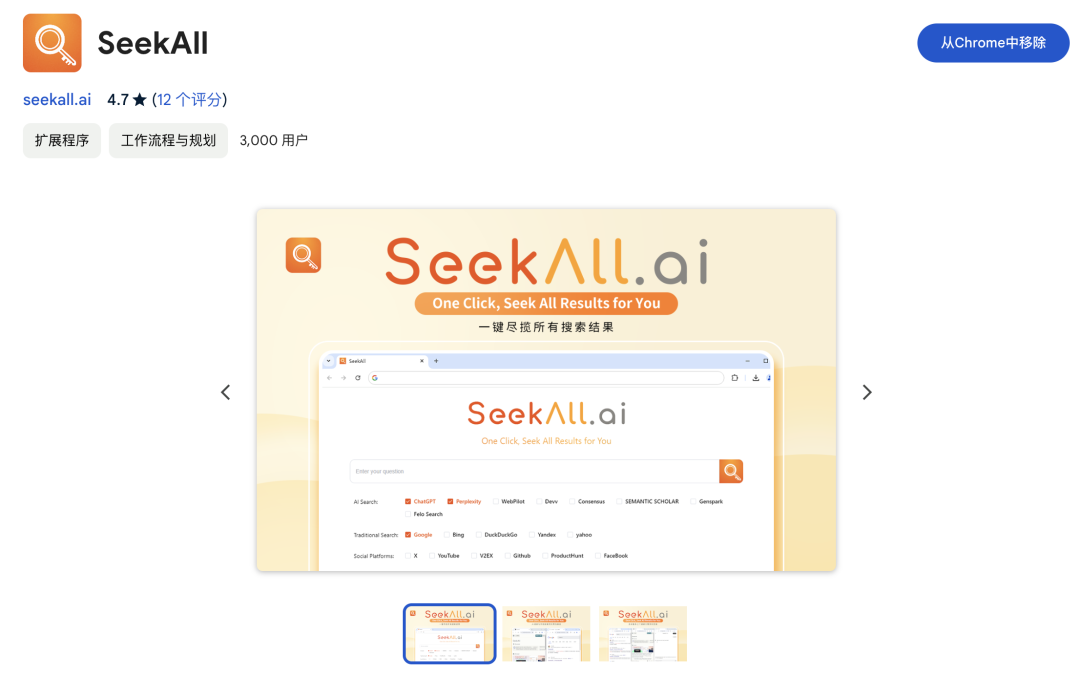 SeekAll
从Chrome中移除
seekall.ai 4.7 ★ (12 个评分)
扩展程序 工作流程与规划 3,000 用户
SeekAll.ai
One Click, Seek All Results for You
一键尽揽所有搜索结果
SeekAll
SeekAll.ai
One Click, Seek All Results for You
Enter your question
AI Search: ChatGPT Perplexity WebPilot Devv Consensus SEMANTIC SCHOLAR Genspark
Felo Search
Traditional Search: Google Bing DuckDuckGo Yandex yahoo
Social Platforms: X YouTube V2EX Github ProductHunt FaceBook
SeekAll.ai
SeekAll.ai
SeekAll.ai